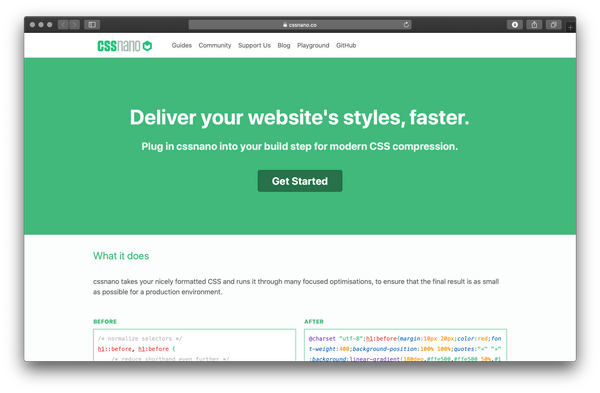 cssnano.co
cssnano
Guides Community Support Us Blog Playground GitHub
Deliver your website's styles, faster.
Plug in cssnano into your build step for modern CSS compression.
Get Started
What it does
cssnano takes your nicely formatted CSS and runs it through many focused optimisations, to ensure that the final result is as small
as possible for a production environment.
BEFORE
/* normalize selectors */
h1::before, h1:before {
/* reduce shorthand even further */
AFTER
@charset "utf-8";h1:before{margin:10px 20px;color:red;fon
t-weight:400;background-position:100% 100%;quotes:"«" "»"
;background:linear-gradient(180deg,#ffe500,#ffe500 50%,#1